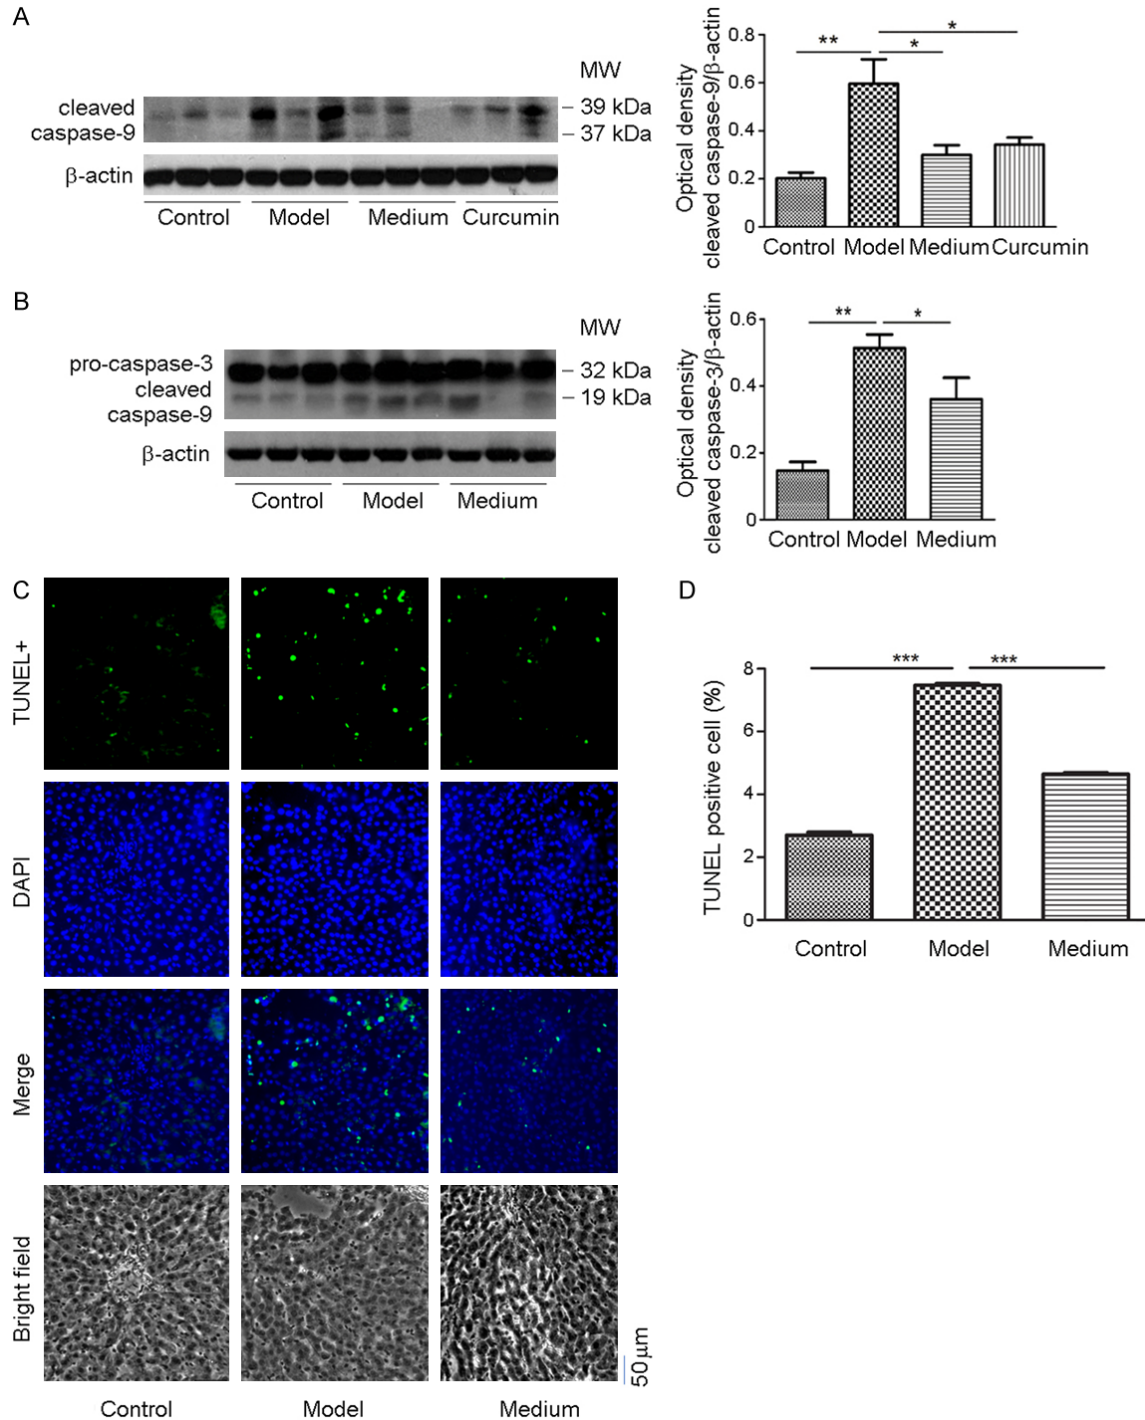 A
MW
cleaved
caspase-9
39 kDa
37 kDa
β-actin
Control Model Medium Curcumin
Optical density
cleaved caspase-9/β-actin
0.8
0.6
0.4
0.2
0
** * *
Control Model Medium Curcumin
B
MW
pro-caspase-3
cleaved
caspase-9
32 kDa
19 kDa
β-actin
Control Model Medium
Optical density
cleaved caspase-3/β-actin
0.6
0.4
0.2
0
** *
Control Model Medium
C
TUNEL+
DAPI
Merge
Bright field
50 μm
Control Model Medium
D
TUNEL positive cell (%)
8
6
4
2
0
*** ***
Control Model Medium